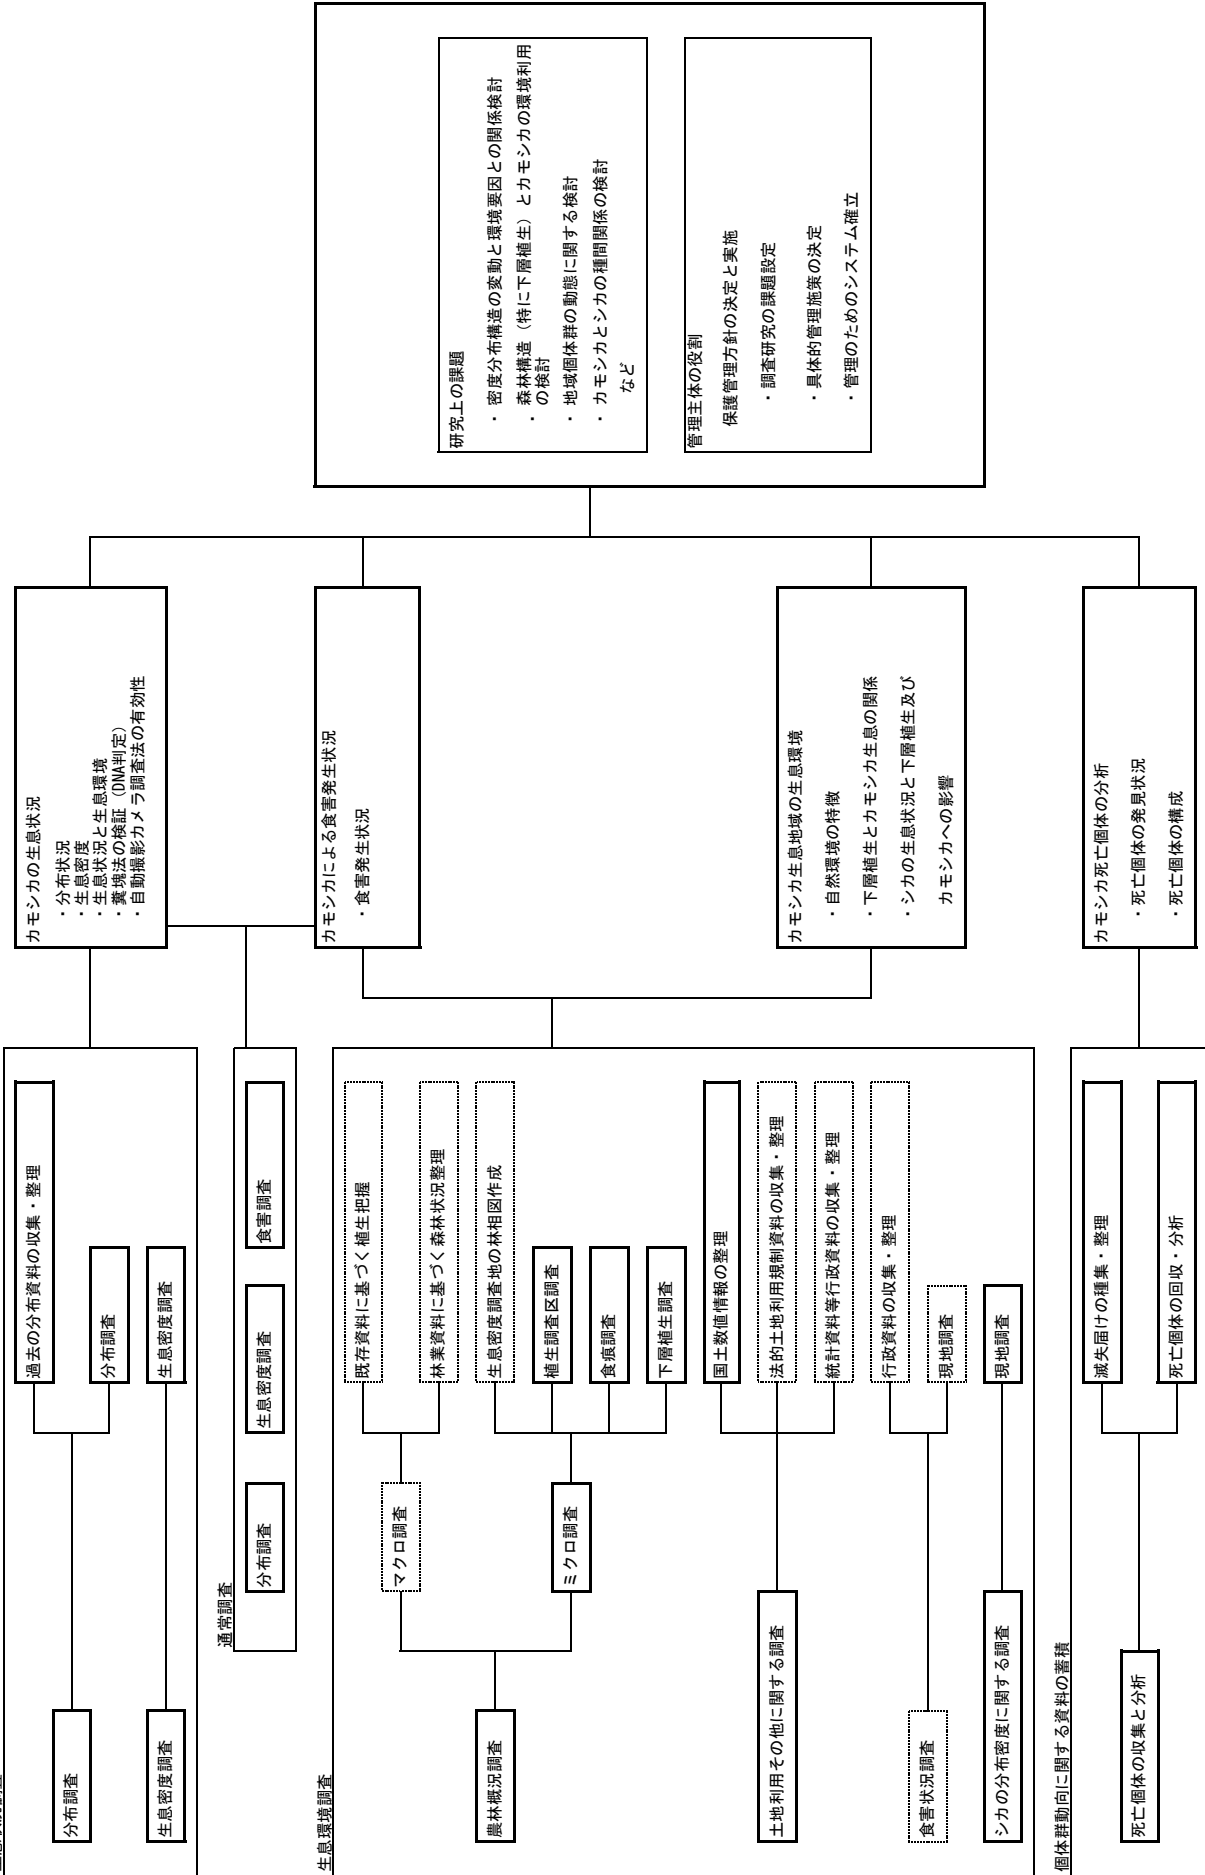 分布調査
過去の分布資料の収集・整理
分布調査
生息密度調査
生息密度調査
通常調査
分布調査
生息密度調査
食害調査
生息環境調査
農林概況調査
マクロ調査
既存資料に基づく植生把握
林業資料に基づく森林状況整理
ミクロ調査
生息密度調査地の林相図作成
植生調査区調査
食痕調査
下層植生調査
土地利用その他に関する調査
国土数値情報の整理
法的土地利用規制資料の収集・整理
統計資料等行政資料の収集・整理
食害状況調査
行政資料の収集・整理
現地調査
シカの分布密度に関する調査
現地調査
個体群動向に関する資料の蓄積
死亡個体の収集と分析
滅失届けの種集・整理
死亡個体の回収・分析
カモシカの生息状況
・分布状況
・生息密度
・生息状況と生息環境
・糞塊法の検証（DNA判定）
・自動撮影カメラ調査法の有効性
カモシカによる食害発生状況
・食害発生状況
カモシカ生息地域の生息環境
・自然環境の特徴
・下層植生とカモシカ生息の関係
・シカの生息状況と下層植生及び
カモシカへの影響
カモシカ死亡個体の分析
・死亡個体の発見状況
・死亡個体の構成
研究上の課題
・密度分布構造の変動と環境要因との関係検討
・森林構造（特に下層植生）とカモシカの環境利用
の検討
・地域個体群の動態に関する検討
・カモシカとシカの種間関係の検討
など
管理主体の役割
保護管理方針の決定と実施
・調査研究の課題設定
・具体的管理施策の決定
・管理のためのシステム確立